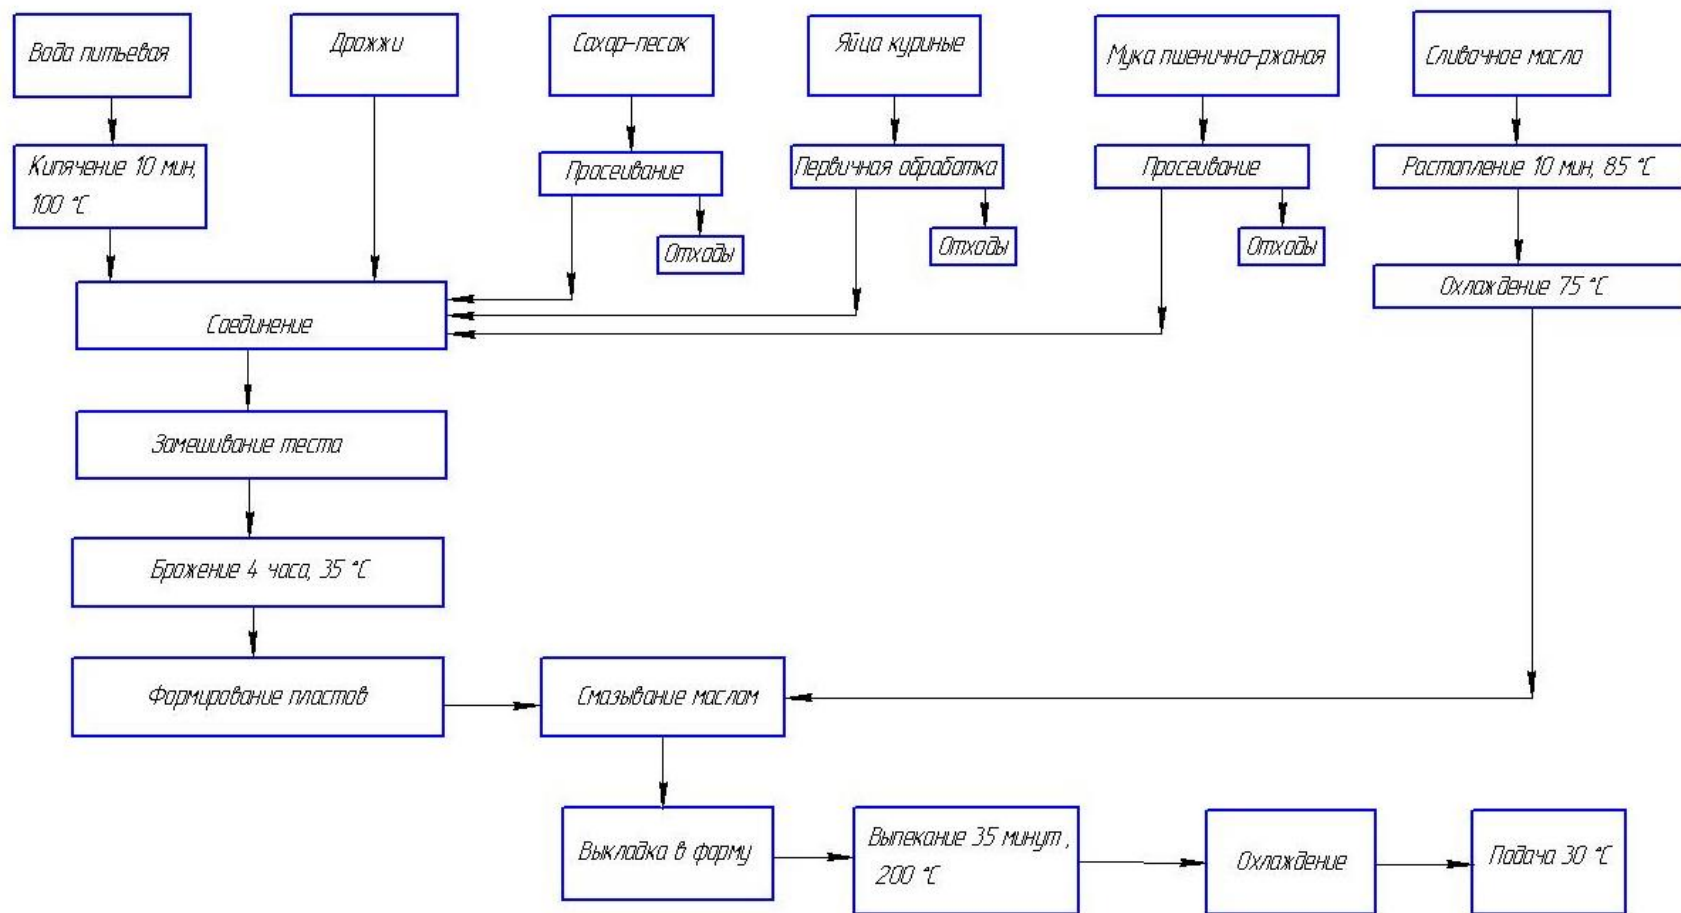 Вода питьевая
Дрожжи
Сахар-песок
Яйца куриные
Мука пшенично-ржаная
Сливочное масло
Кипячение 10 мин,
100 °C
Просеивание
Первичная обработка
Просеивание
Растопление 10 мин, 85 °C
Отходы
Отходы
Отходы
Охлаждение 75 °C
Соединение
Замешивание теста
Брожение 4 часа, 35 °C
Формирование пластов
Смазывание маслом
Выкладка в форму
Выпекание 35 минут ,
200 °C
Охлаждение
Подача 30 °C